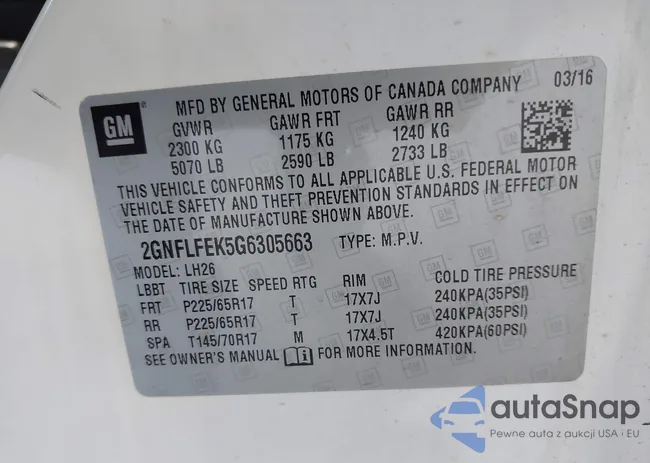 MFD BY GENERAL MOTORS OF CANADA COMPANY 03/16
GM
GVWR GAWR FRT GAWR RR
2300 KG 1175 KG 1240 KG
5070 LB 2590 LB 2733 LB
THIS VEHICLE CONFORMS TO ALL APPLICABLE U.S. FEDERAL MOTOR
VEHICLE SAFETY AND THEFT PREVENTION STANDARDS IN EFFECT ON
THE DATE OF MANUFACTURE SHOWN ABOVE.
2GNFLFEK5G6305663 TYPE: M.P.V.
MODEL: LH26
LBBT TIRE SIZE SPEED RTG RIM COLD TIRE PRESSURE
FRT P225/65R17 T 17X7J 240KPA(35PSI)
RR P225/65R17 T 17X7J 240KPA(35PSI)
SPA T145/70R17 M 17X4.5T 420KPA(60PSI)
SEE OWNER'S MANUAL FOR MORE INFORMATION.
autaSnap
Pewne auta z aukcji USA i EU